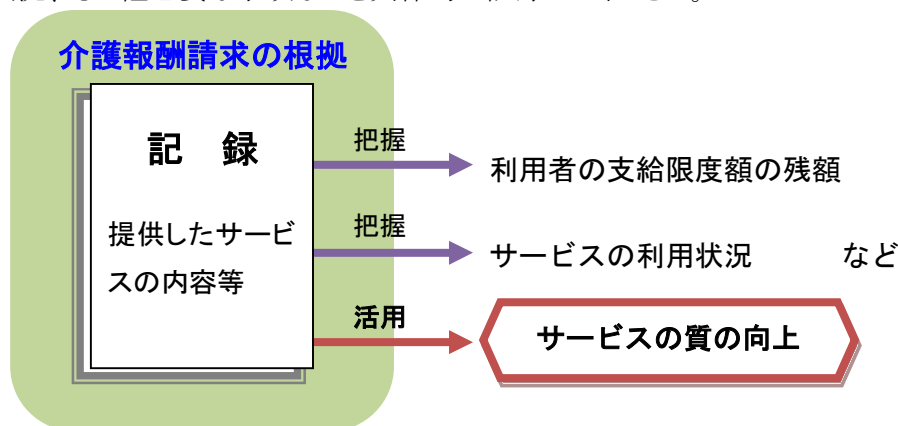 介護報酬請求の根拠
記　録
提供したサービ
スの内容等
把握
利用者の支給限度額の残額
把握
サービスの利用状況　　　など
活用
サービスの質の向上